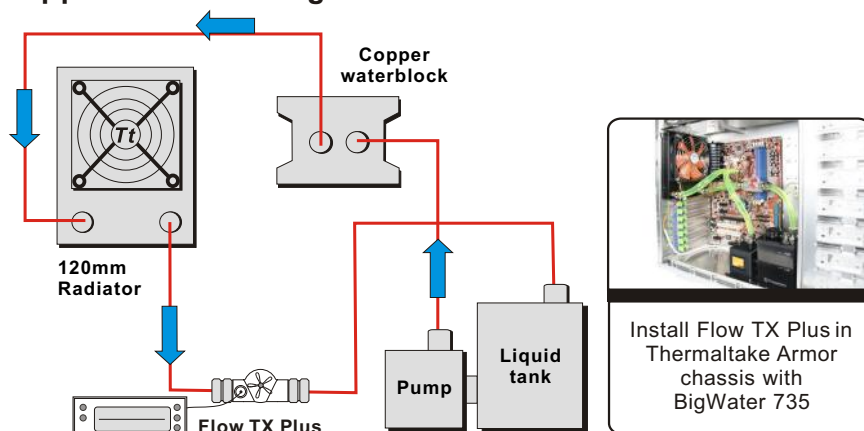 Copper
waterblock
Tt
120mm
Radiator
Pump
Liquid
tank
Flow TX Plus
Install Flow TX Plus in
Thermaltake Armor
chassis with
BigWater 735